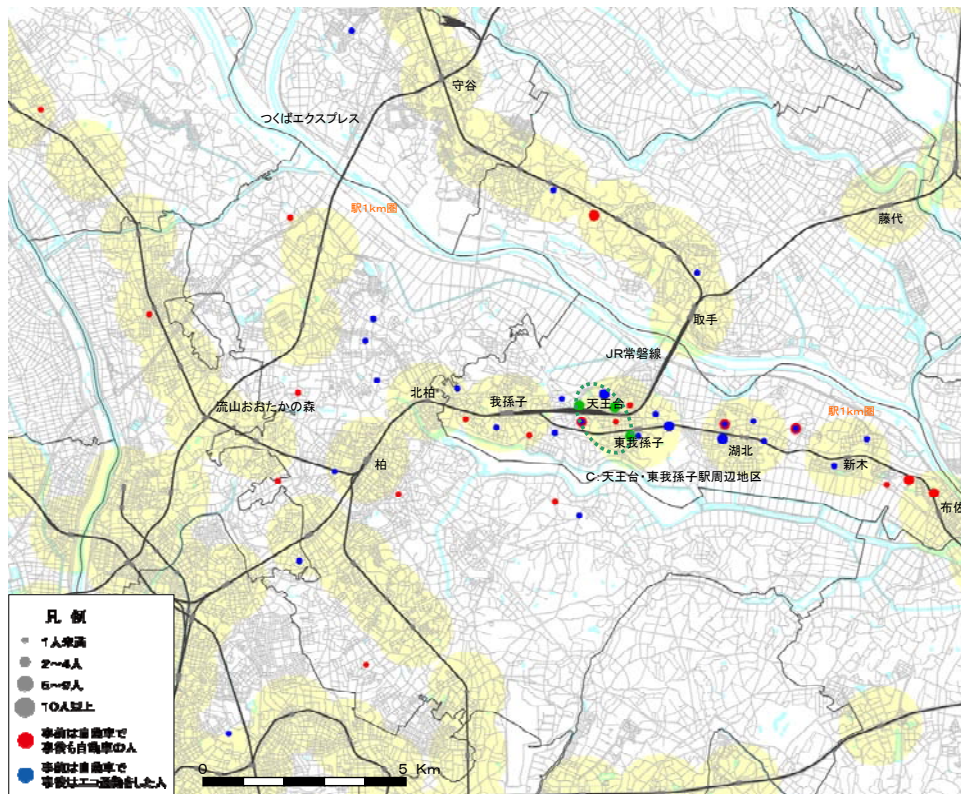 守谷
つくばエクスプレス
駅1km圏
藤代
取手
JR常磐線
北柏
我孫子
天王台
流山おおたかの森
駅1km圏
東我孫子
湖北
柏
新木
C:天王台・東我孫子駅周辺地区
布佐
凡 例
1人未満
2～4人
5～9人
10人以上
事前は自動車で
事後も自動車の人
事前は自動車で
事後はエコ通勤をした人
0 5 Km